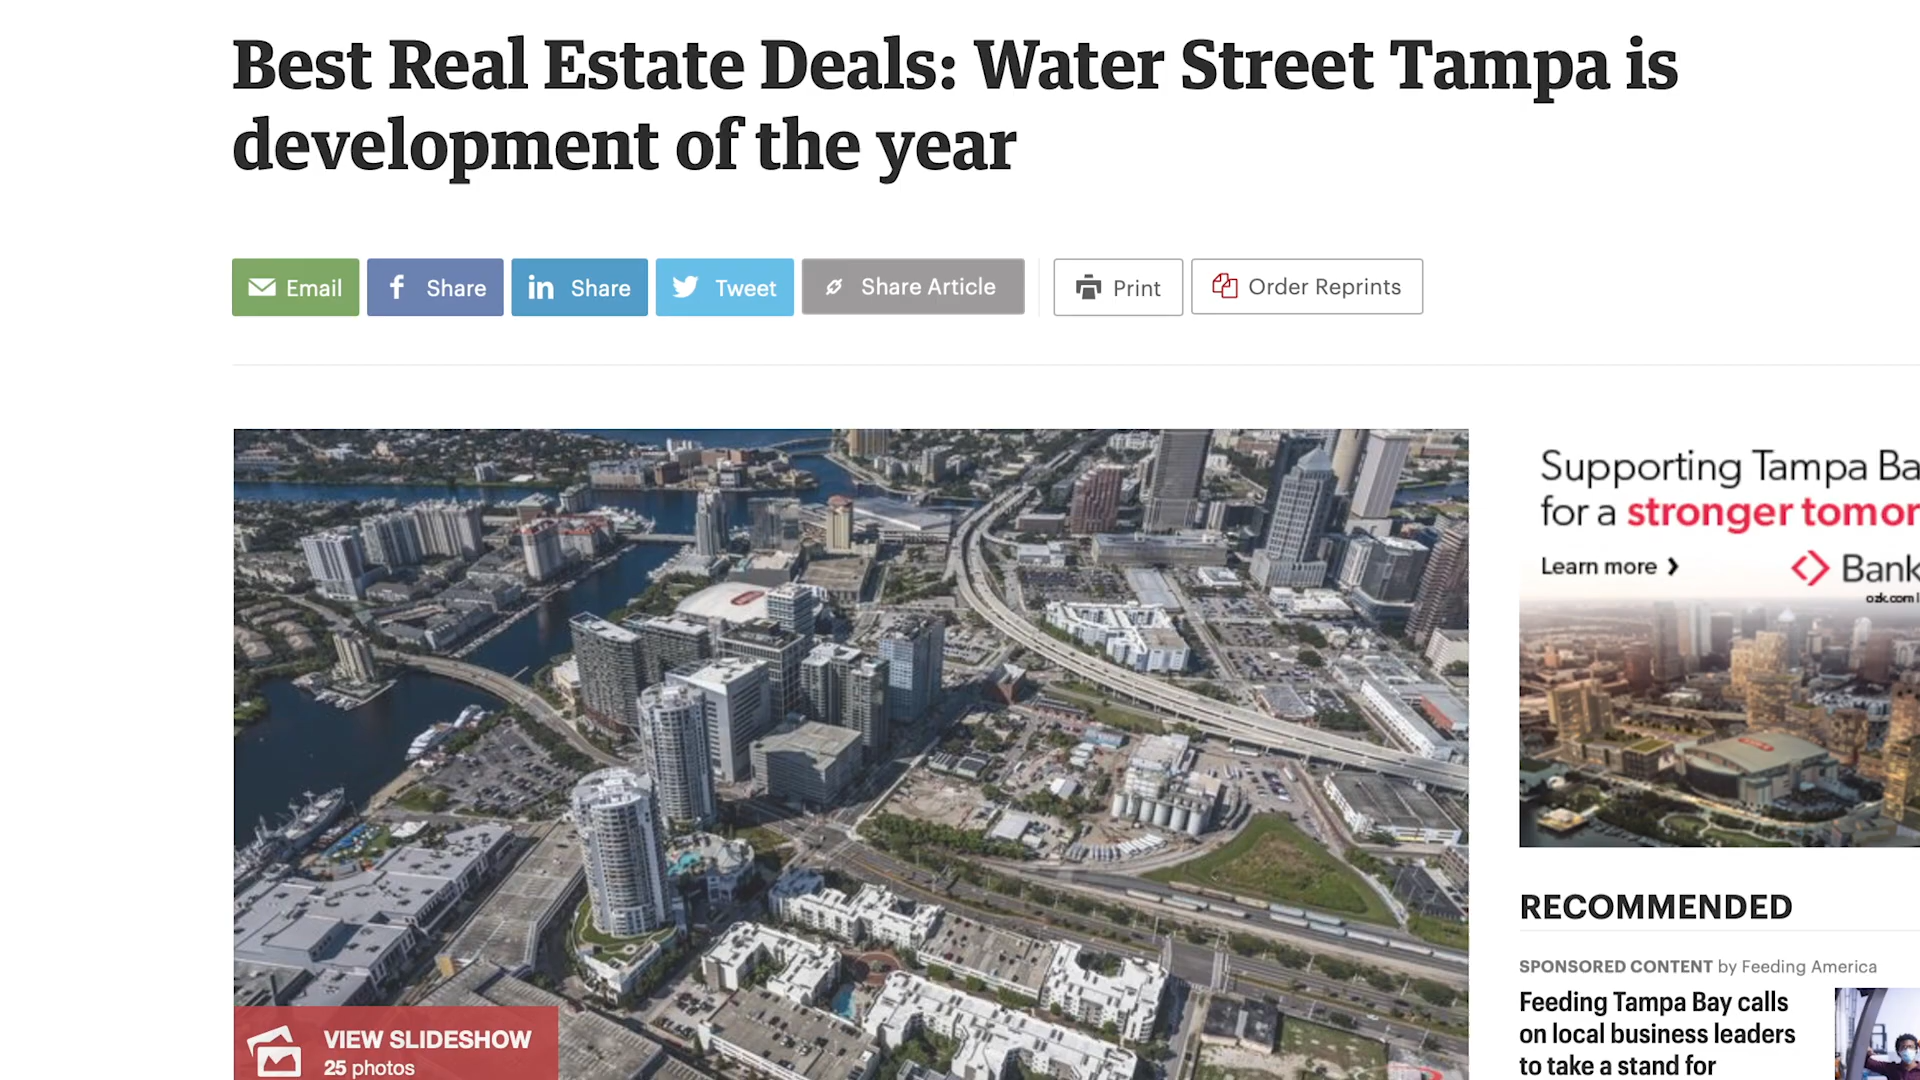 Best Real Estate Deals: Water Street Tampa is
development of the year
Email
Share
Share
Tweet
Share Article
Print
Order Reprints
Supporting Tampa Ba
for a stronger tomor
Learn more
Bank
ozk.com
VIEW SLIDESHOW
25 photos
RECOMMENDED
SPONSORED CONTENT by Feeding America
Feeding Tampa Bay calls
on local business leaders
to take a stand for